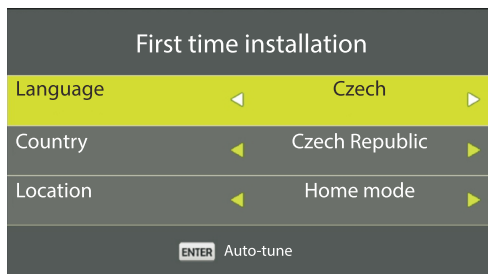 First time installation
Language Czech
Country Czech Republic
Location Home mode
ENTER Auto-tune